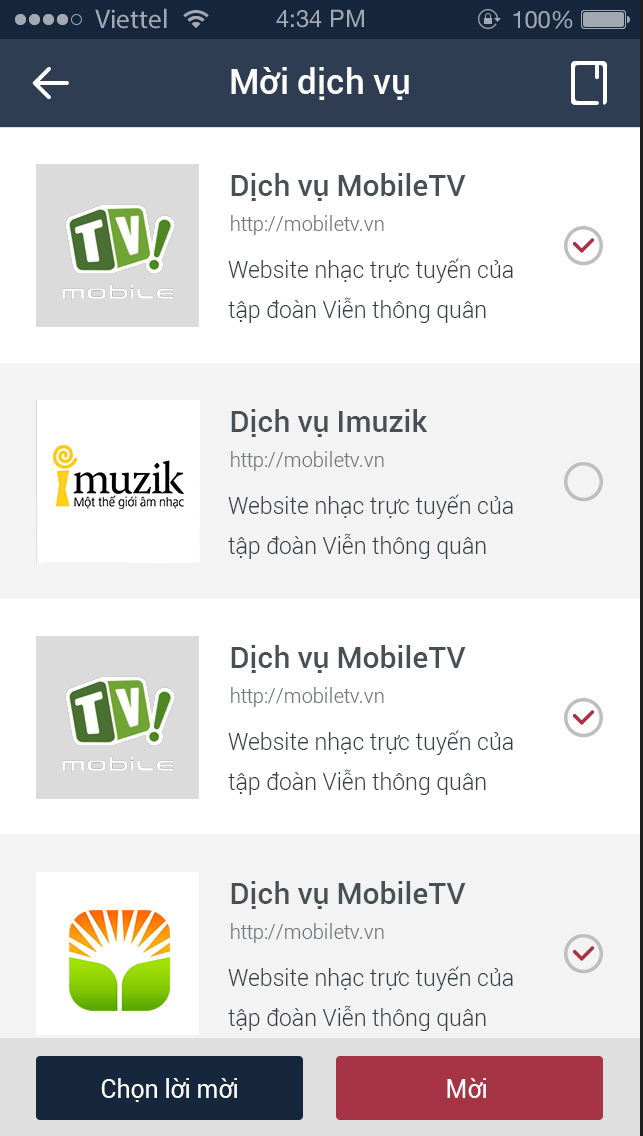 Viettel 4:34 PM 100%
Mời dịch vụ
TV!
mobile
Dịch vụ MobileTV
http://mobiletv.vn
Website nhạc trực tuyến của
tập đoàn Viễn thông quân
imuzik
Một thế giới âm nhạc
Dịch vụ Imuzik
http://mobiletv.vn
Website nhạc trực tuyến của
tập đoàn Viễn thông quân
TV!
mobile
Dịch vụ MobileTV
http://mobiletv.vn
Website nhạc trực tuyến của
tập đoàn Viễn thông quân
Dịch vụ MobileTV
http://mobiletv.vn
Website nhạc trực tuyến của
tập đoàn Viễn thông quân
Chọn lời mời
Mời